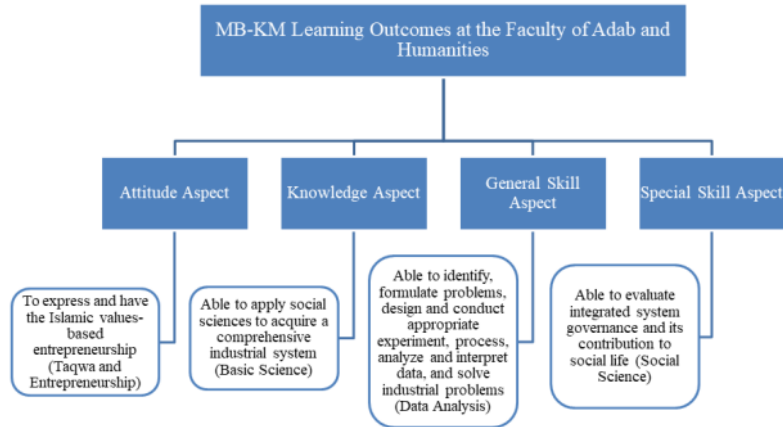 MB-KM Learning Outcomes at the Faculty of Adab and
Humanities
Attitude Aspect
Knowledge Aspect
General Skill
Aspect
Special Skill Aspect
To express and have
the Islamic values-
based
entrepreneurship
(Taqwa and
Entrepreneurship)
Able to apply social
sciences to acquire a
comprehensive
industrial system
(Basic Science)
Able to identify,
formulate problems,
design and conduct
appropriate
experiment, process,
analyze and interpret
data, and solve
industrial problems
(Data Analysis)
Able to evaluate
integrated system
governance and its
contribution to
social life (Social
Science)